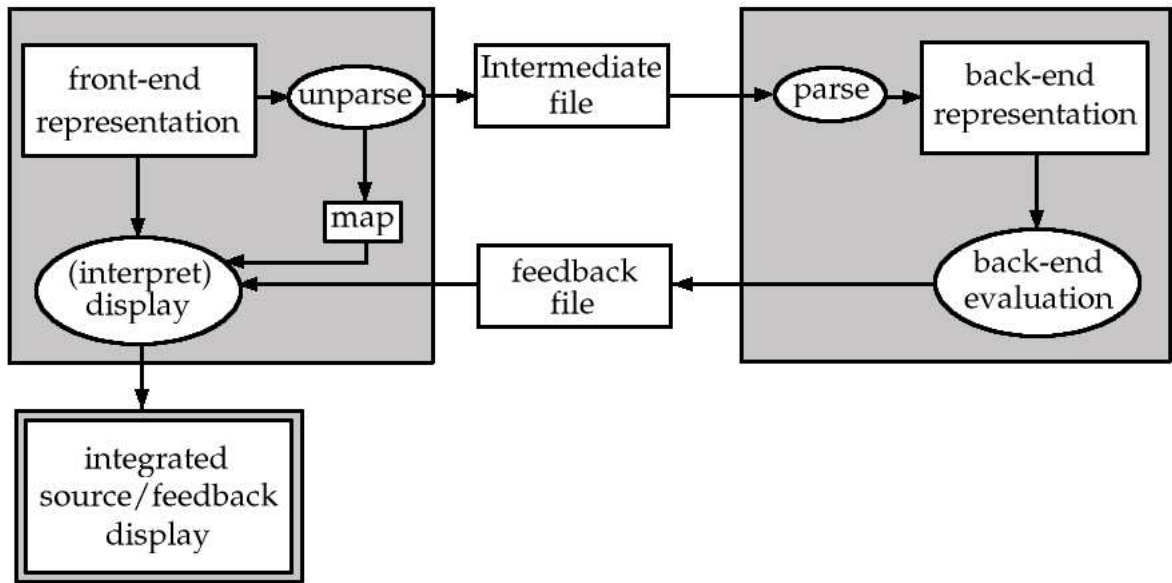 front-end
representation
unparse
Intermediate
file
parse
back-end
representation
map
(interpret)
display
feedback
file
back-end
evaluation
integrated
source/feedback
display